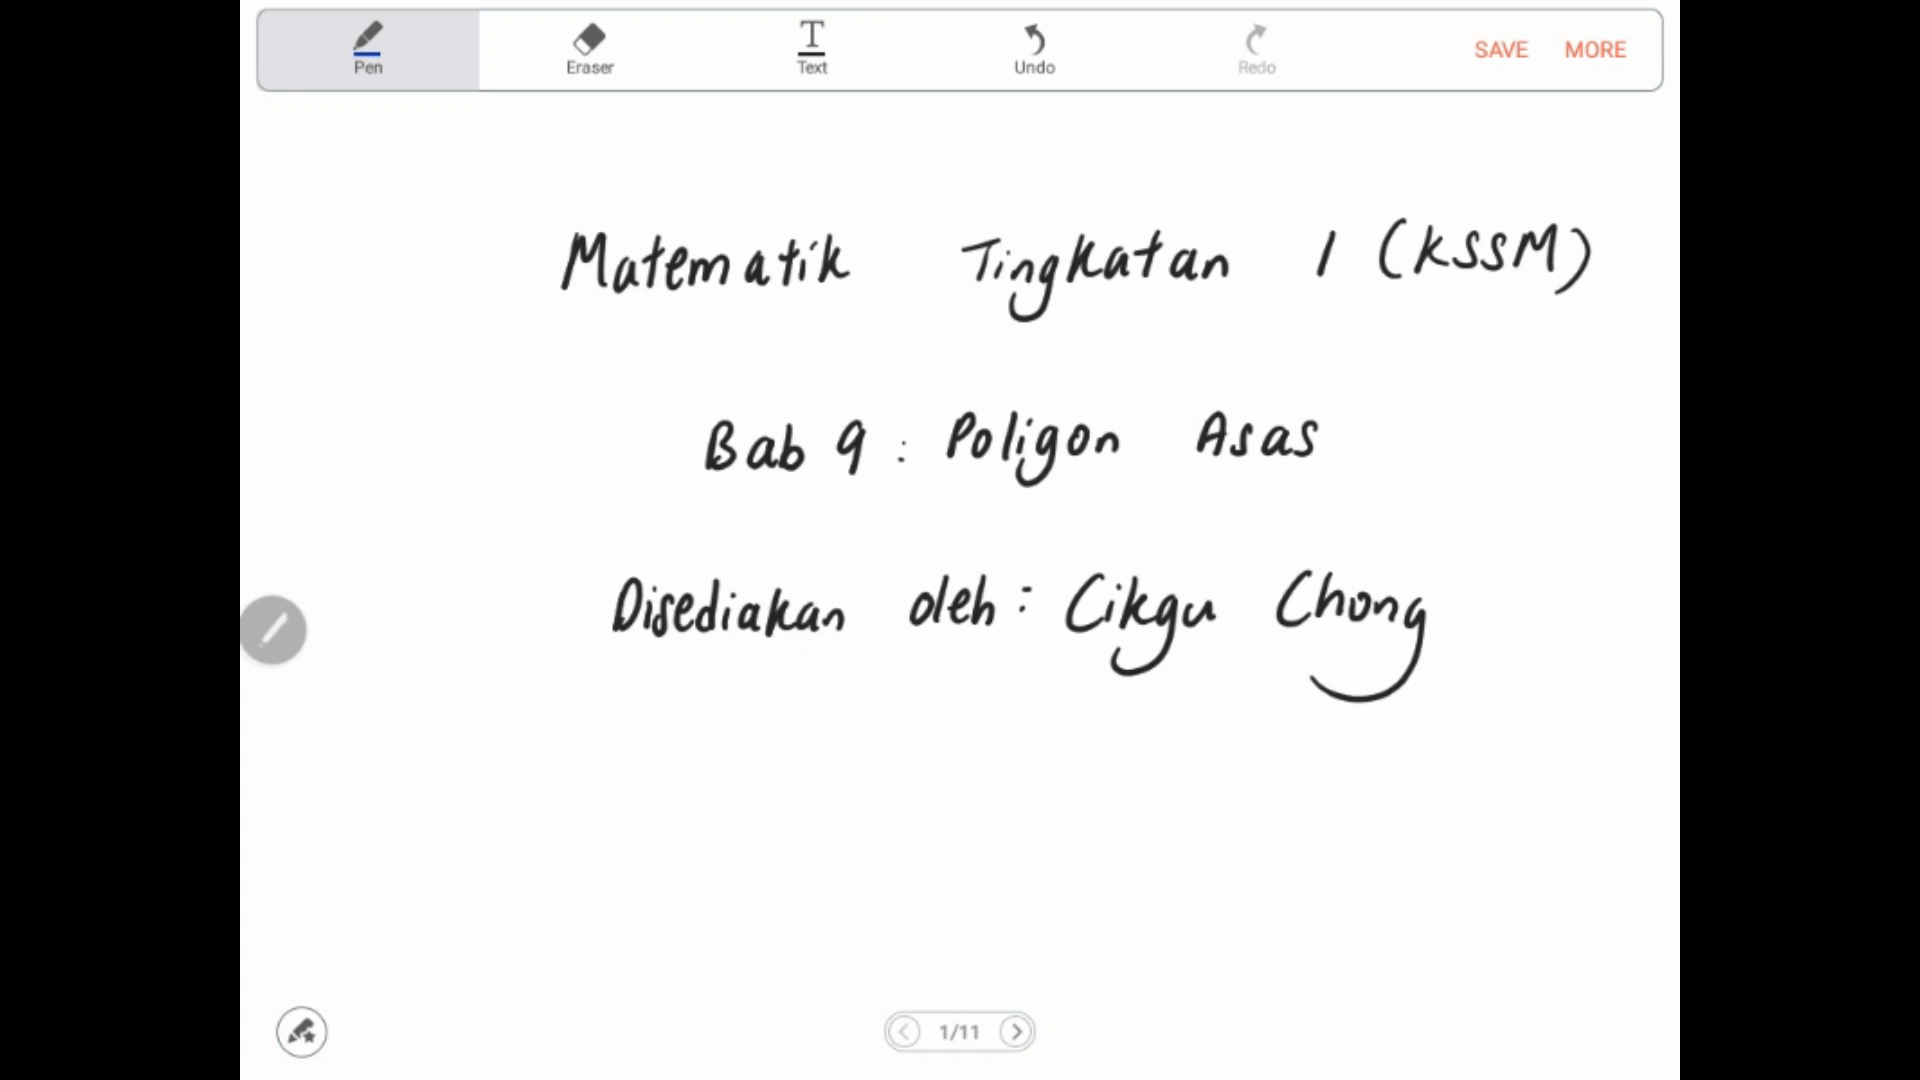 Pen Eraser Text Undo Redo SAVE MORE
Matematik Tingkatan 1 (KSSM)
Bab 9 : Poligon Asas
Disediakan oleh : Cikgu Chong
1/11